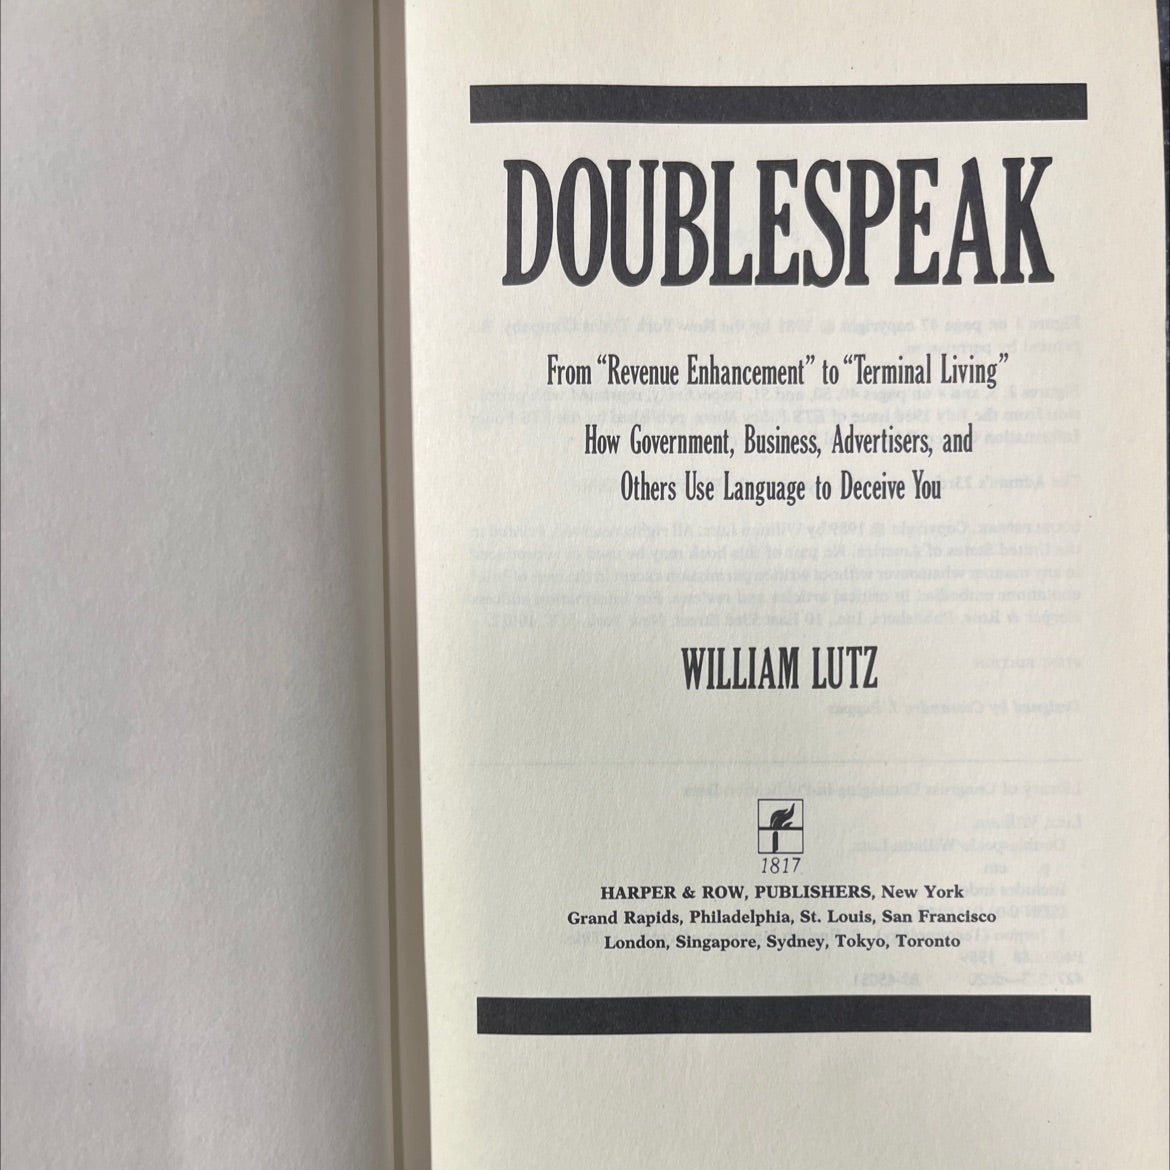 DOUBLESPEAK
From “Revenue Enhancement” to “Terminal Living”
How Government, Business, Advertisers, and
Others Use Language to Deceive You
WILLIAM LUTZ
1817
HARPER & ROW, PUBLISHERS, New York
Grand Rapids, Philadelphia, St. Louis, San Francisco
London, Singapore, Sydney, Tokyo, Toronto